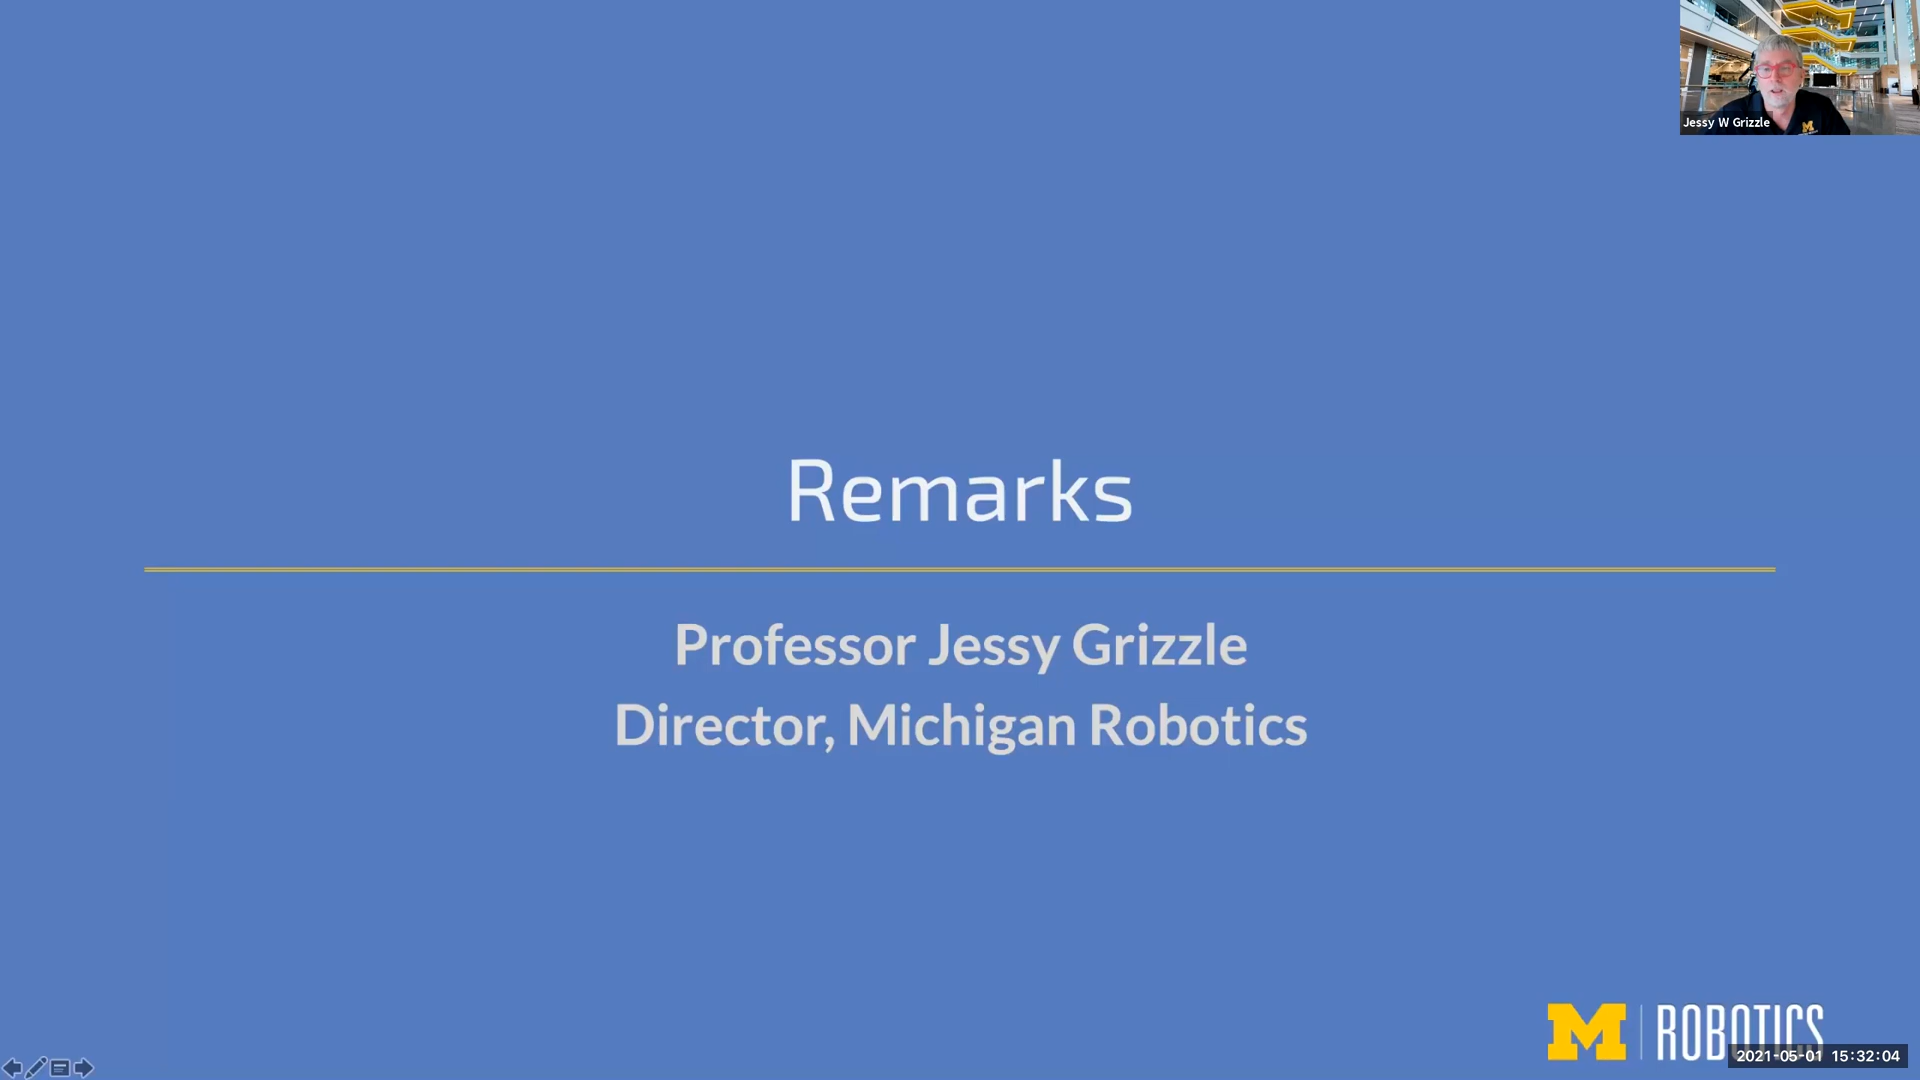 Jessy W Grizzle
Remarks
Professor Jessy Grizzle
Director, Michigan Robotics
M ROBOTICS
2021-05-01 15:32:04